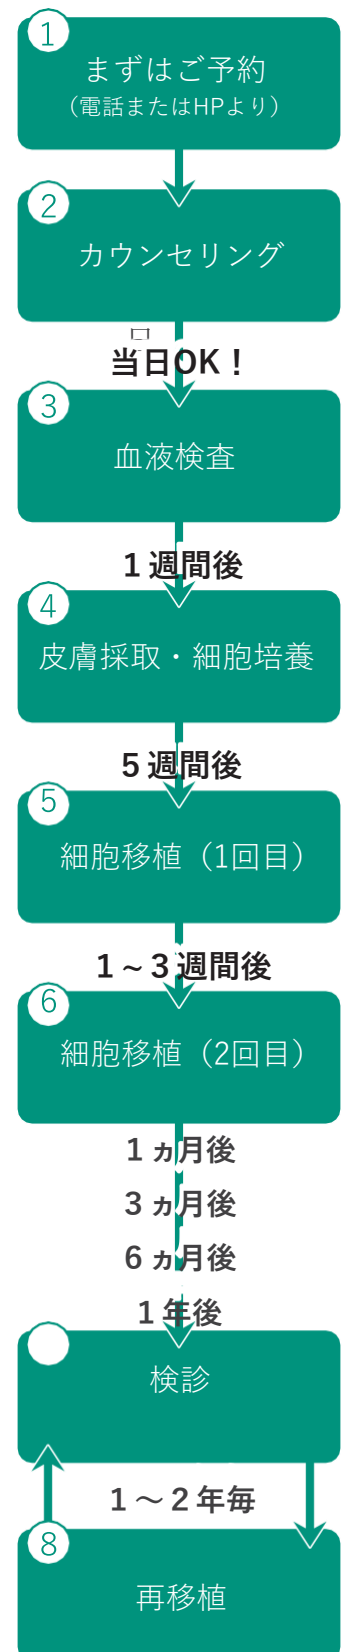 1
まずはご予約
(電話またはHPより)
2
カウンセリング
当日OK！
3
血液検査
1週間後
4
皮膚採取・細胞培養
5週間後
5
細胞移植（1回目）
1~3週間後
6
細胞移植（2回目）
1ヵ月後
3ヵ月後
6ヵ月後
1年後
検診
1～2年毎
8
再移植